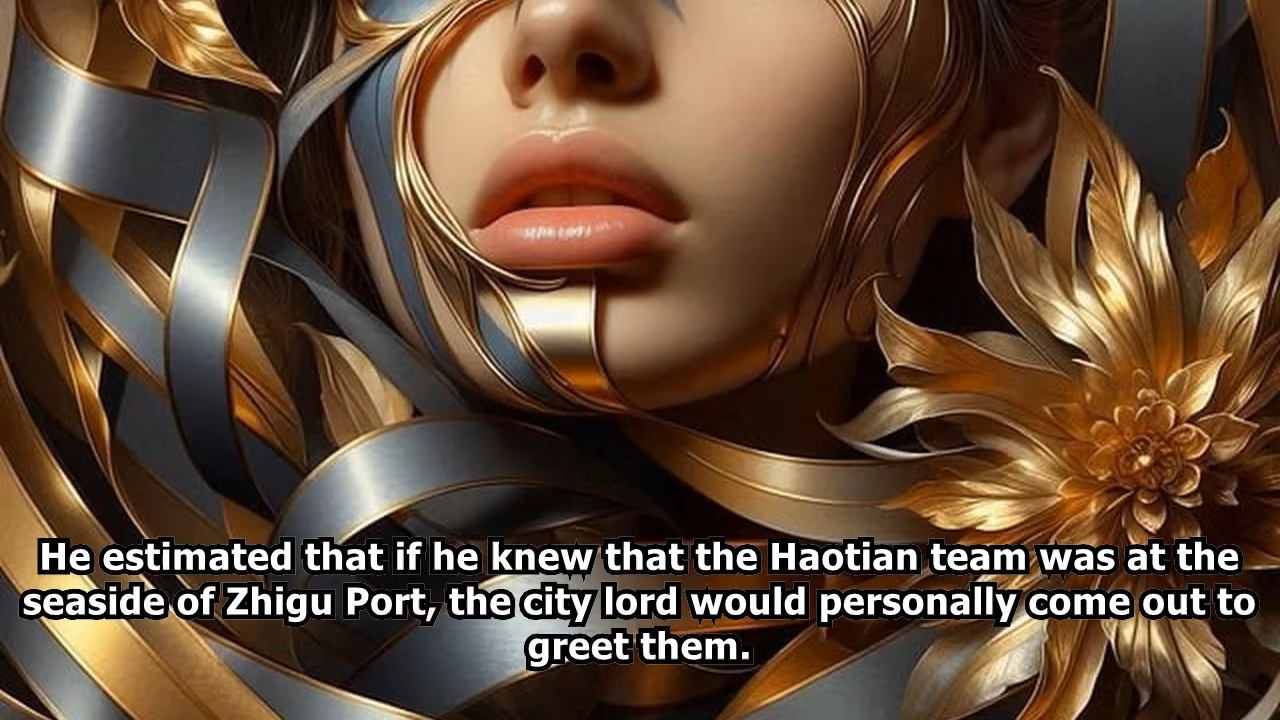 He estimated that if he knew that the Haotian team was at the
seaside of Zhigu Port, the city lord would personally come out to
greet them.